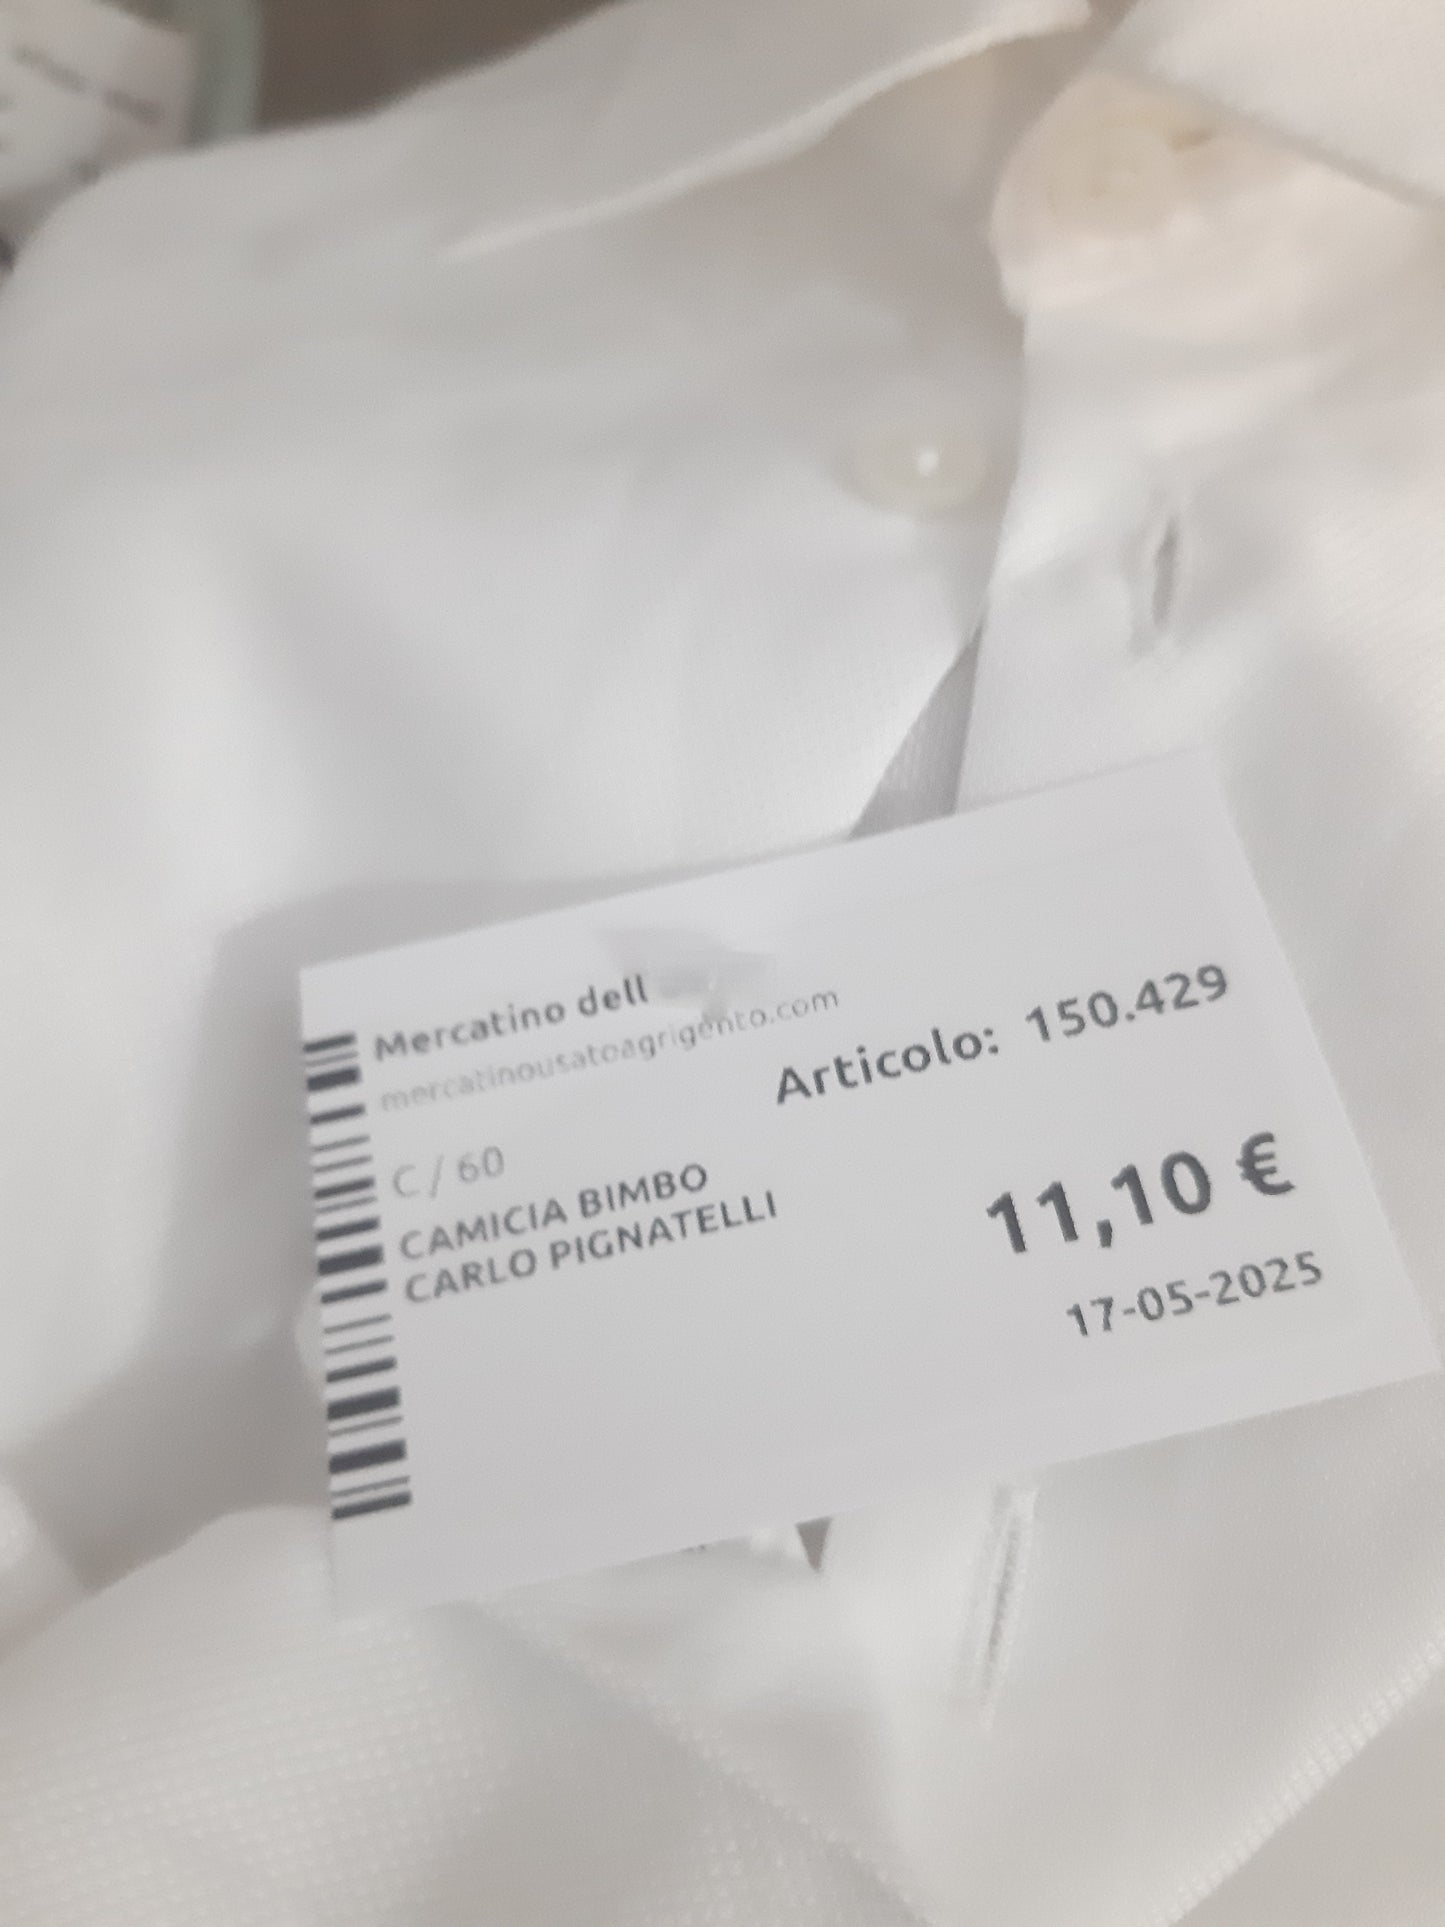 Mercatino dell
mercatinousatoagrigento.com
Articolo: 150.429
C / 60
CAMICIA BIMBO
CARLO PIGNATELLI
11,10 €
17-05-2025